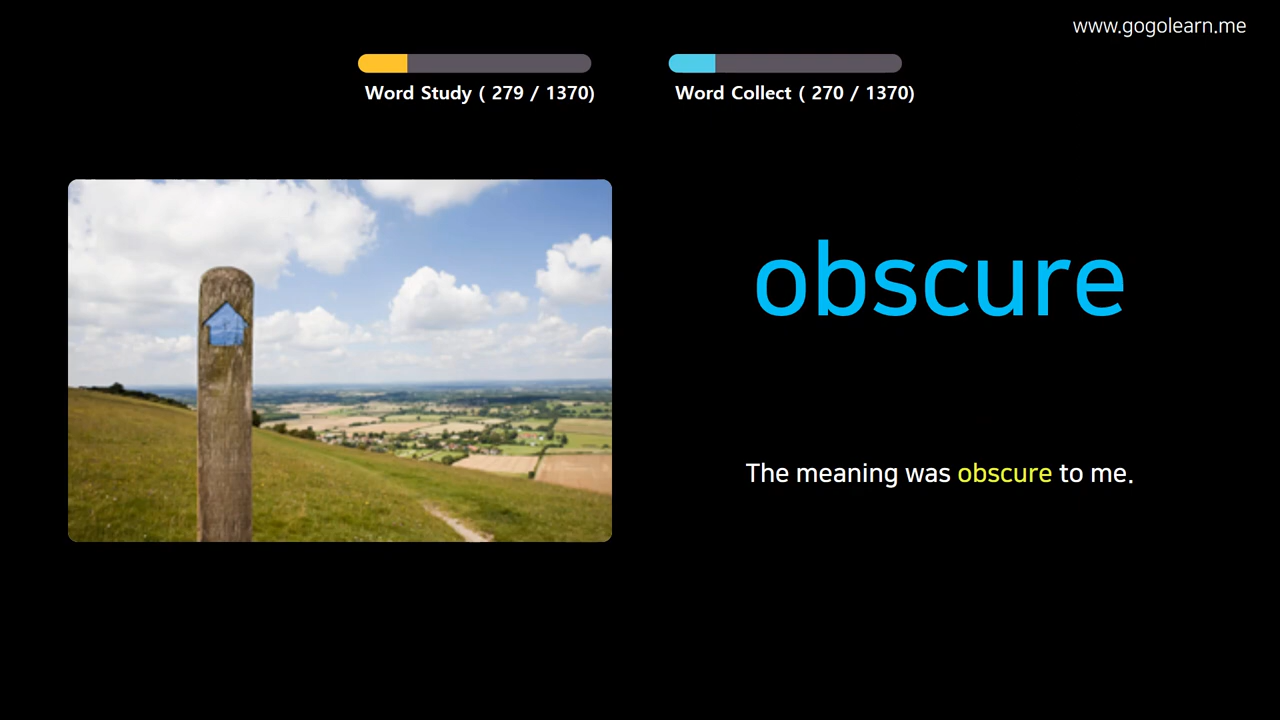 www.gogolearn.me
Word Study ( 279 / 1370)
Word Collect ( 270 / 1370)
obscure
The meaning was obscure to me.